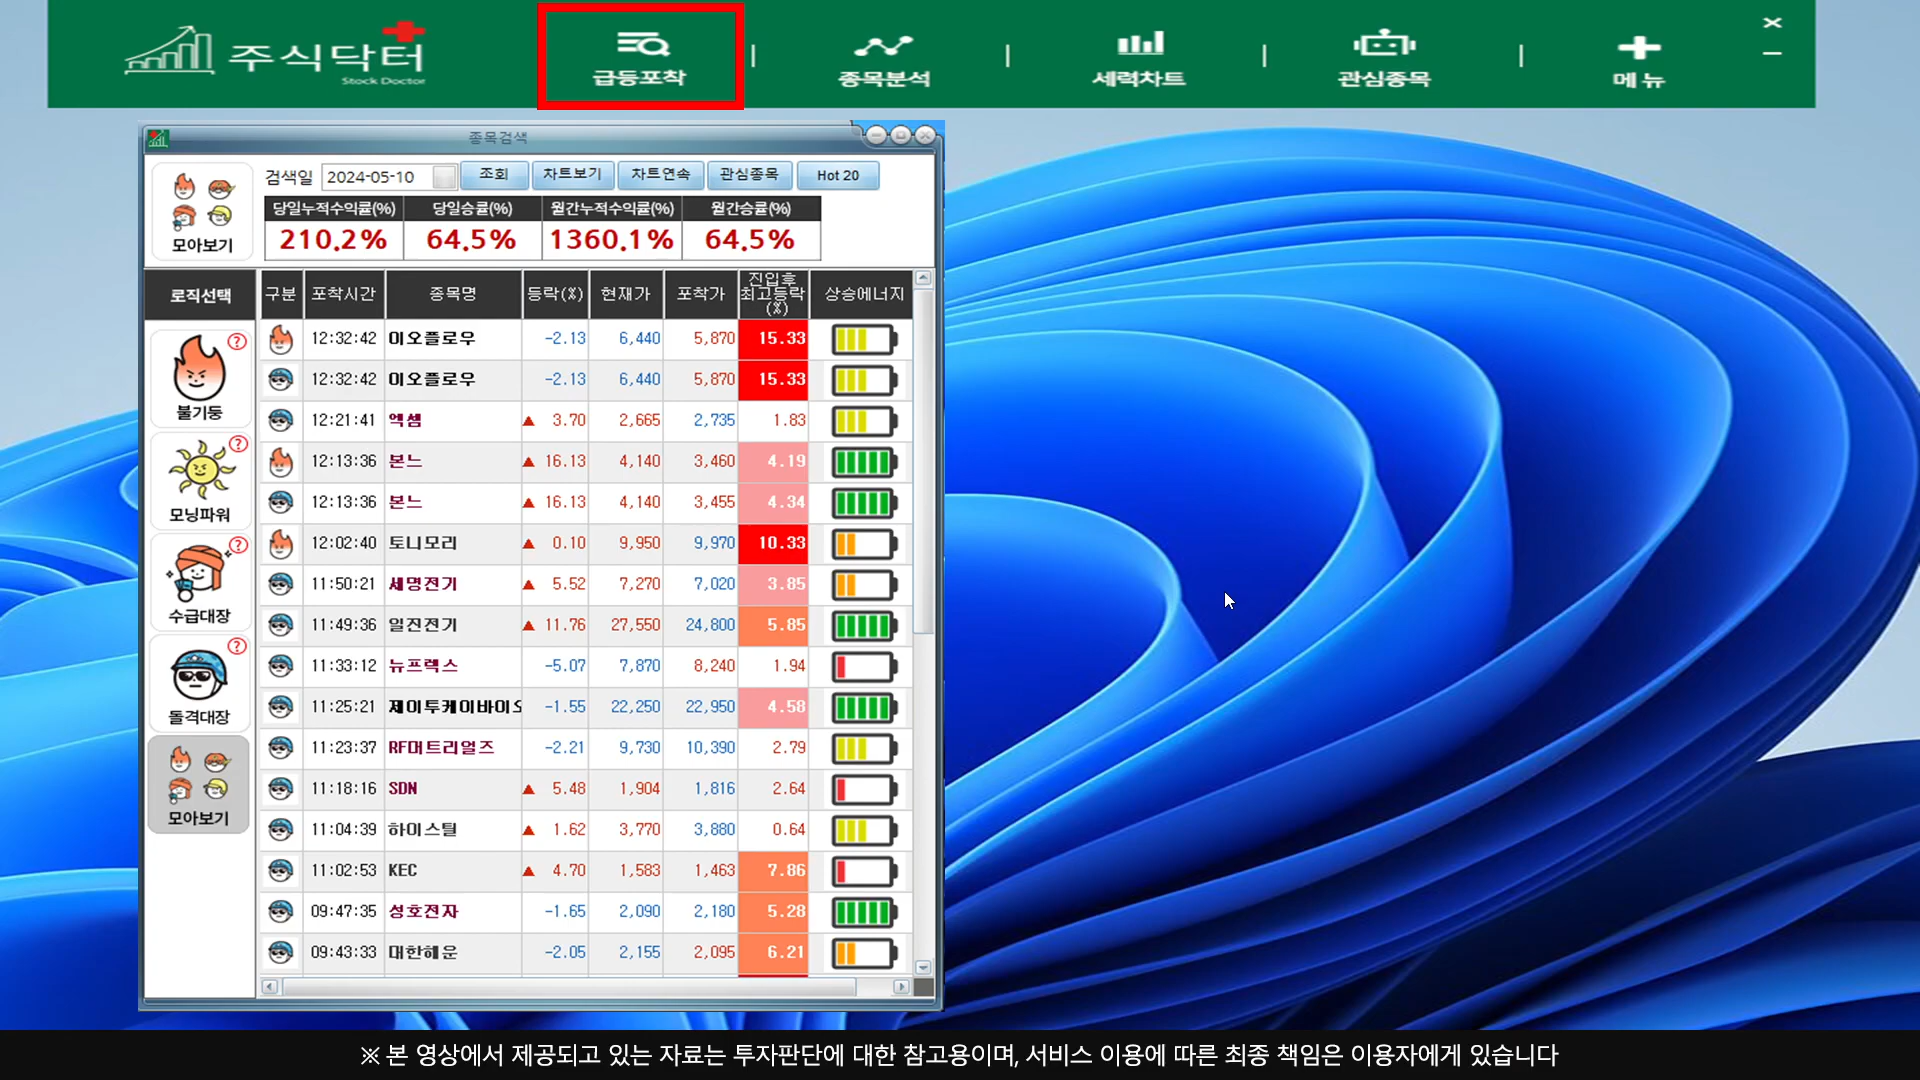 주식닥터
Stock Doctor
급등포착
종목분석
세력차트
관심종목
메뉴
종목검색
모아보기
검색일 2024-05-10 조회 차트보기 차트연속 관심종목 Hot 20
당일누적수익률(%) 당일승률(%) 월간누적수익률(%) 월간승률(%)
210.2% 64.5% 1360.1% 64.5%
로직선택
불기둥
모닝파워
수급대장
돌격대장
모아보기
구분 포착시간 종목명 등락(%) 현재가 포착가 진입후 최고등락 (%) 상승에너지
12:32:42 이오플로우 -2.13 6,440 5,870 15.33
12:32:42 이오플로우 -2.13 6,440 5,870 15.33
12:21:41 엑셈 ▲ 3.70 2,665 2,735 1.83
12:13:36 본느 ▲ 16.13 4,140 3,460 4.19
12:13:36 본느 ▲ 16.13 4,140 3,455 4.34
12:02:40 토니모리 ▲ 0.10 9,950 9,970 10.33
11:50:21 세명전기 ▲ 5.52 7,270 7,020 3.85
11:49:36 일진전기 ▲ 11.76 27,550 24,800 5.85
11:33:12 뉴프렉스 -5.07 7,870 8,240 1.94
11:25:21 제이투케이바이오 -1.55 22,250 22,950 4.58
11:23:37 RF머트리얼즈 -2.21 9,730 10,390 2.79
11:18:16 SDN ▲ 5.48 1,904 1,816 2.64
11:04:39 하이스틸 ▲ 1.62 3,770 3,880 0.64
11:02:53 KEC ▲ 4.70 1,583 1,463 7.86
09:47:35 성호전자 -1.65 2,090 2,180 5.28
09:43:33 대한해운 -2.05 2,155 2,095 6.21
※ 본 영상에서 제공되고 있는 자료는 투자판단에 대한 참고용이며, 서비스 이용에 따른 최종 책임은 이용자에게 있습니다